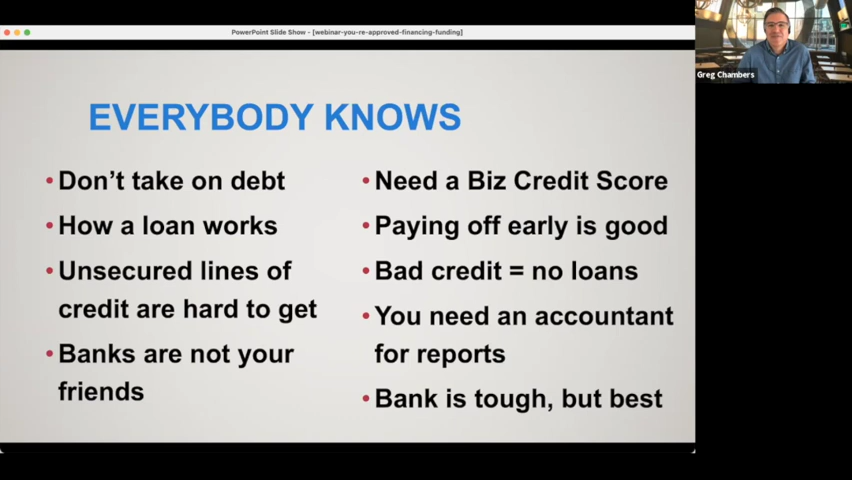 PowerPoint Slide Show - [webinar-you-re-approved-financing-funding]
Greg Chambers
EVERYBODY KNOWS
• Don't take on debt
• How a loan works
• Unsecured lines of
credit are hard to get
• Banks are not your
friends
• Need a Biz Credit Score
• Paying off early is good
• Bad credit = no loans
• You need an accountant
for reports
• Bank is tough, but best